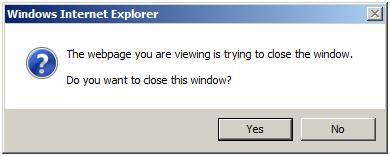 Windows Internet Explorer
The webpage you are viewing is trying to close the window.
Do you want to close this window?
Yes No